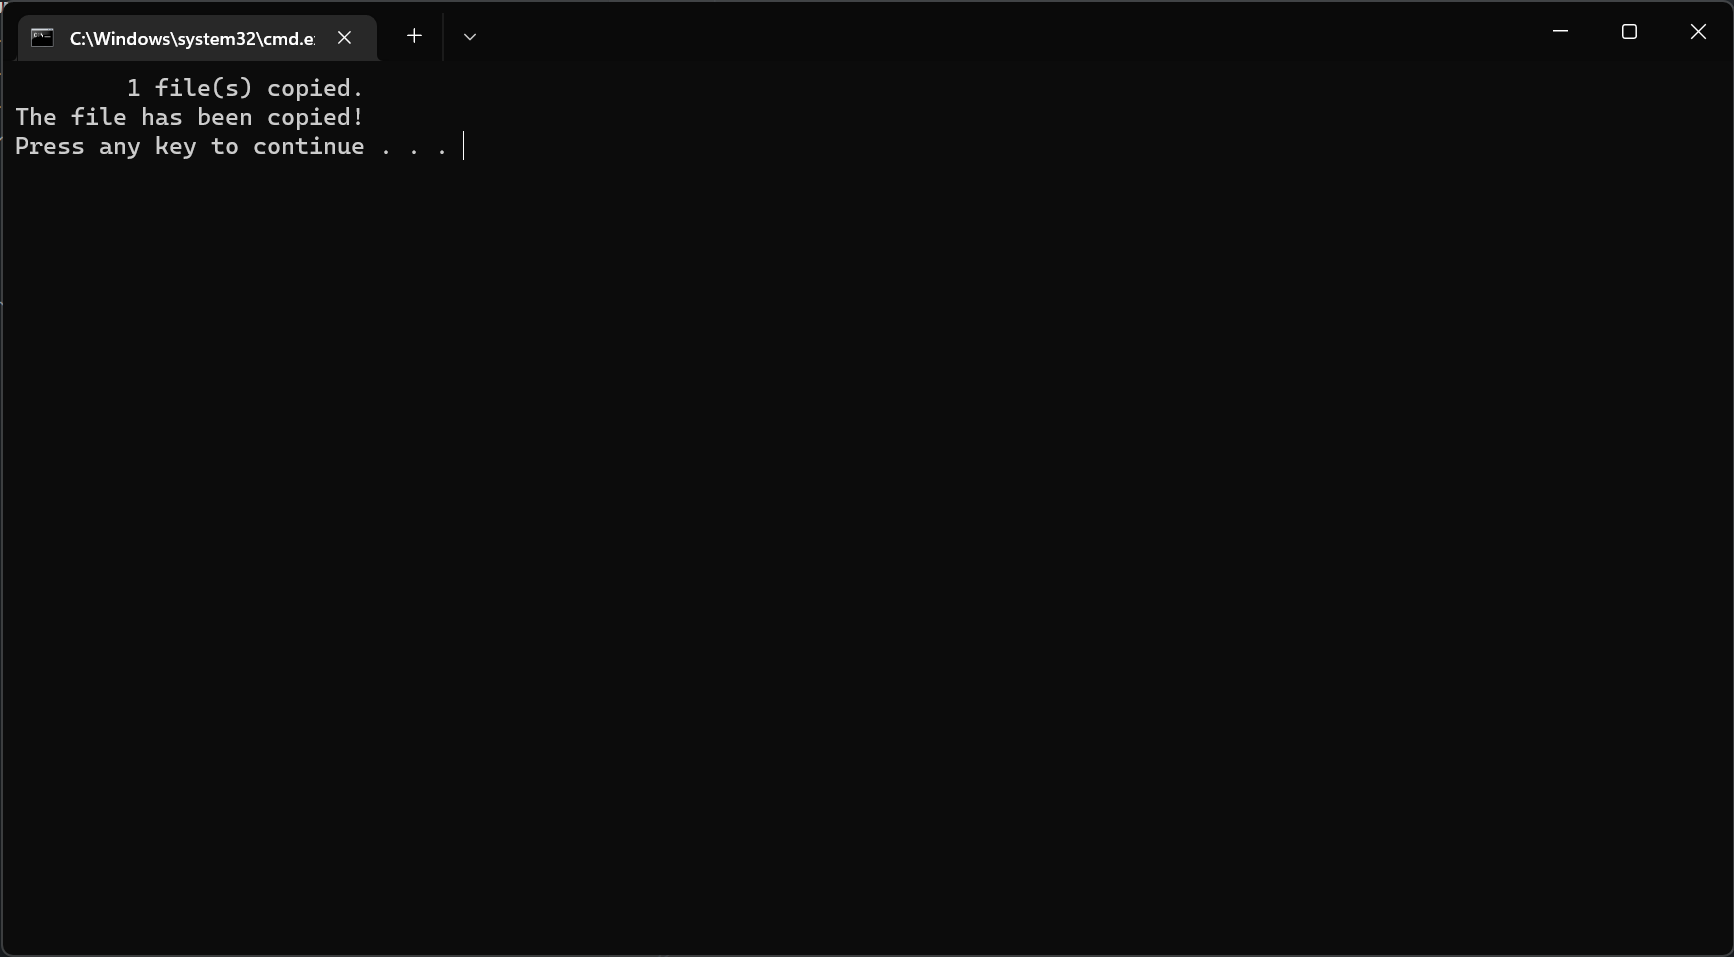 C:\Windows\system32\cmd.e
1 file(s) copied.
The file has been copied!
Press any key to continue . . .